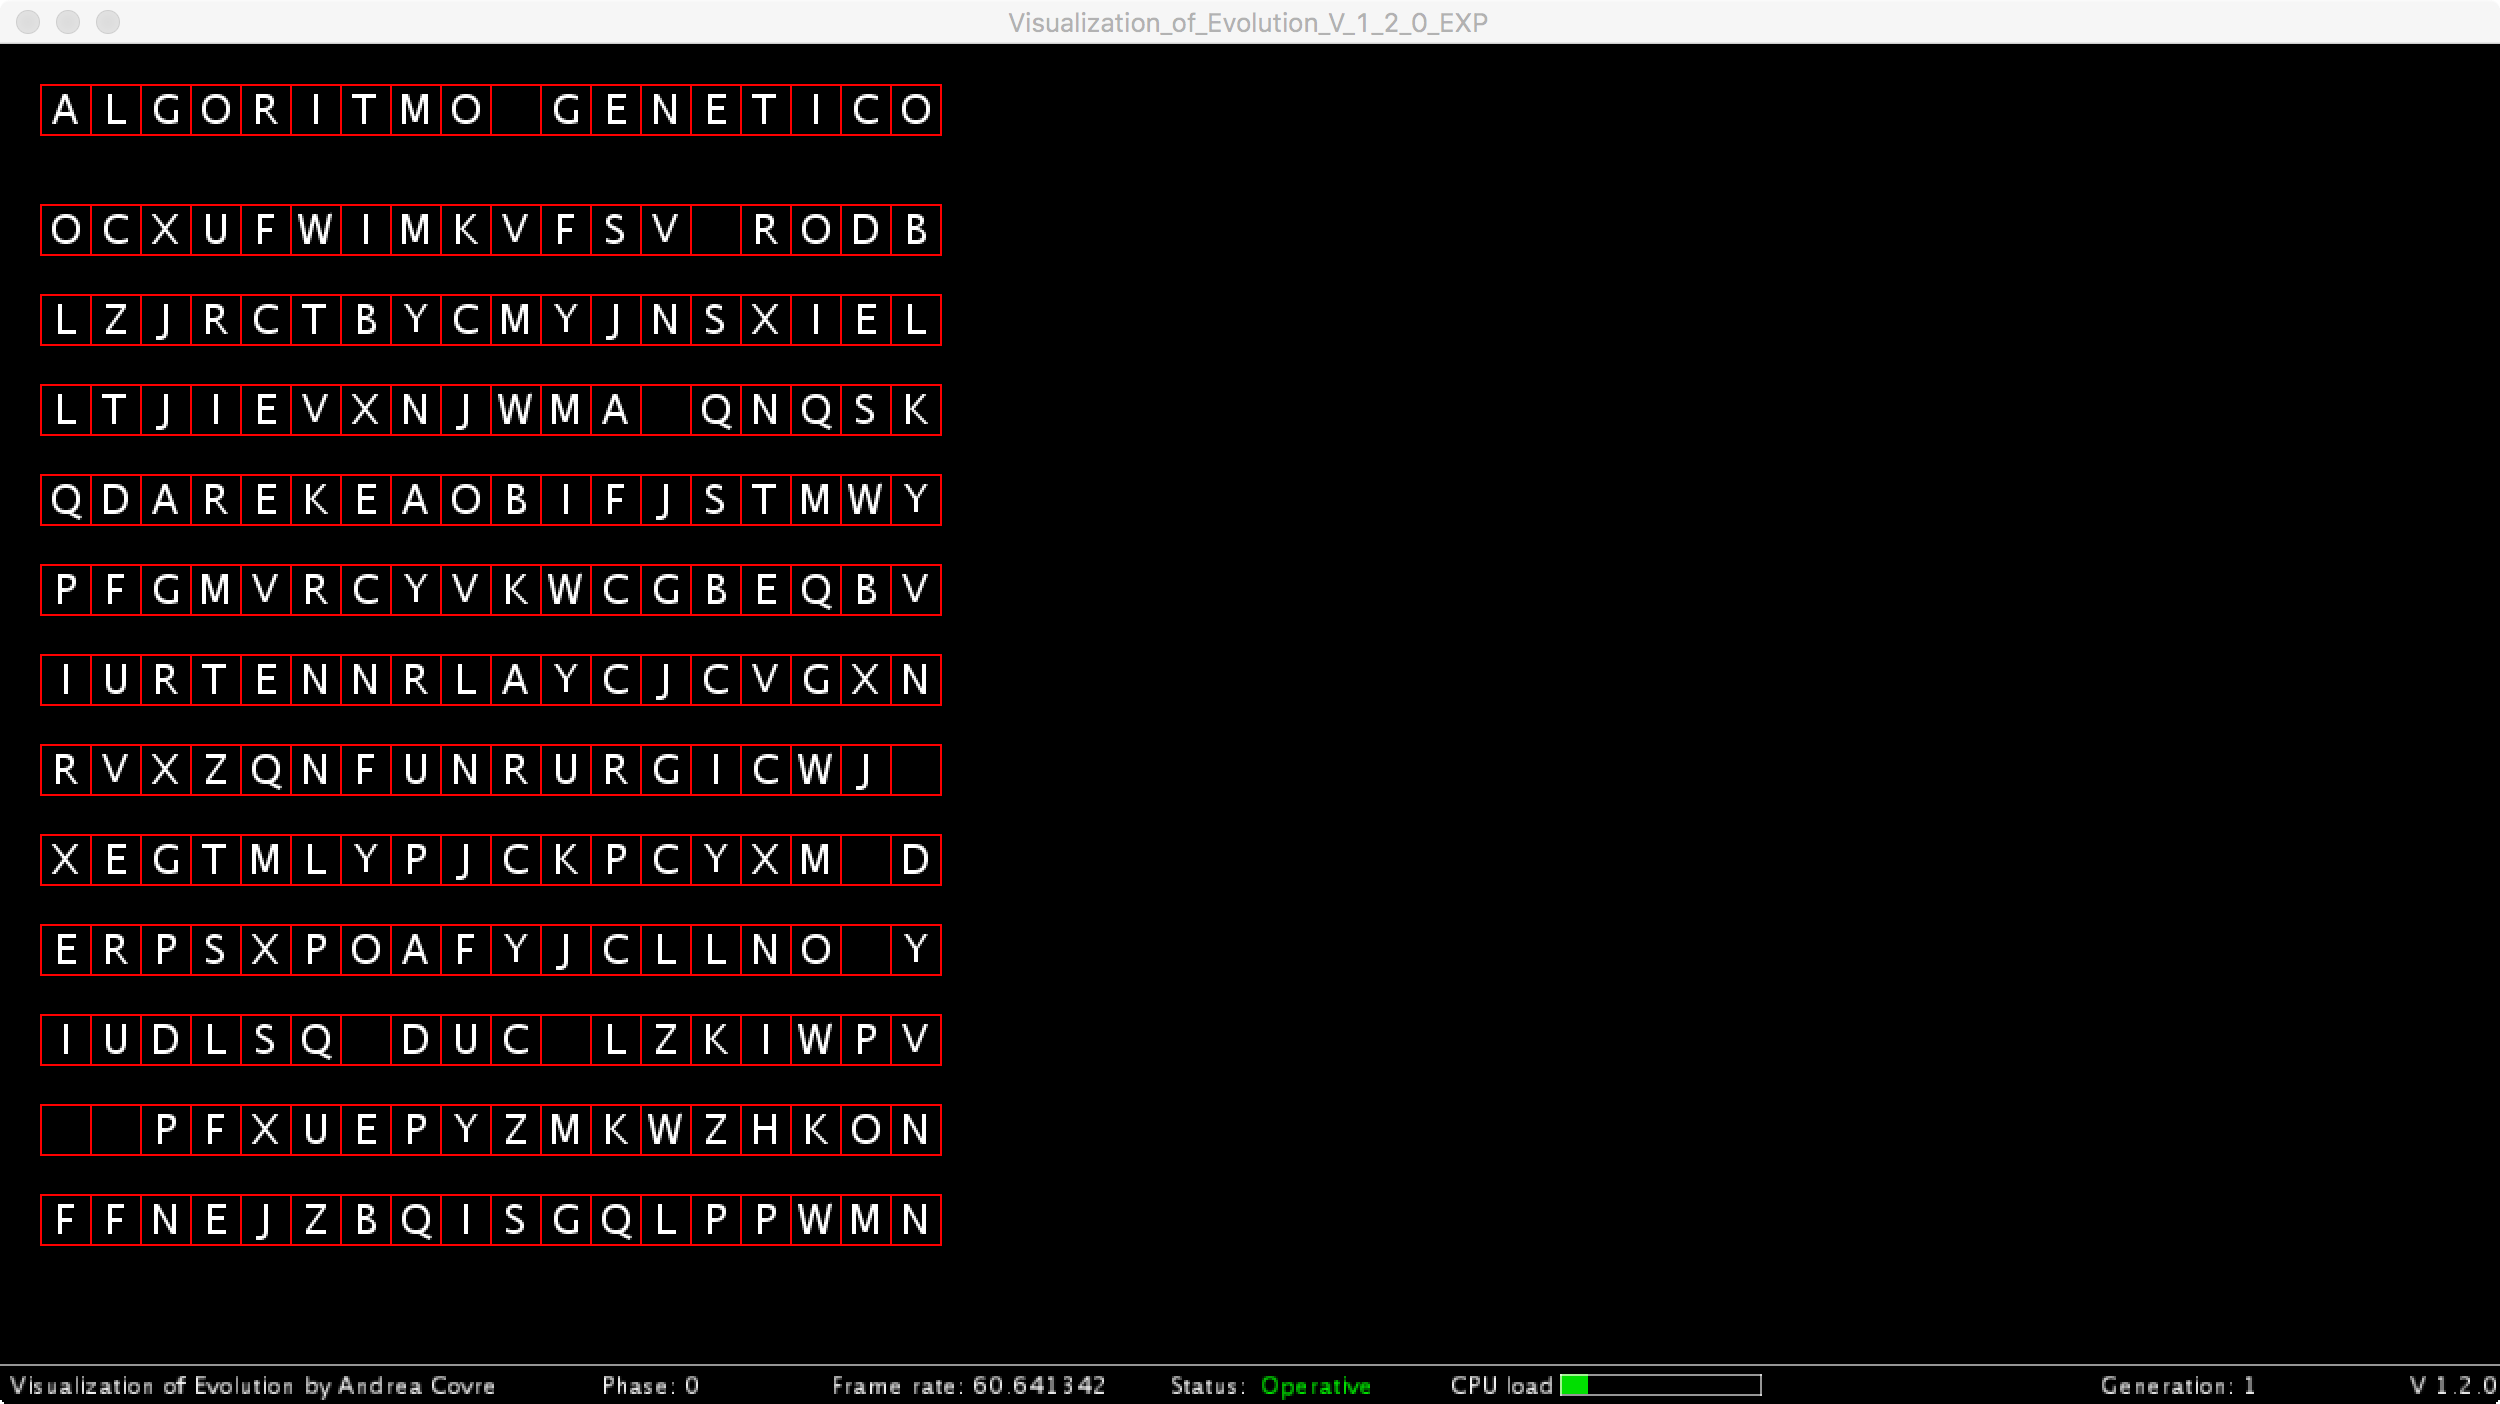 Visualization_of_Evolution_V_1_2_0_EXP
ALGORITMO GENETICO
OCXUFWIMKVFSV RODB
LZJRCTBYCMYJNSXIEL
LTJIEVXNJWMA QNQSK
QDAREKEAOBIFJSTMWY
PFGMVRCYVKWCGBEQBV
IURTENNRLAYCJCVGXN
RVXZQNFUNRURGICWJ
XEGTMLYPJCKPCYXM D
ERPSXPOAFYJCLLNO Y
IUDLSQ DUC LZKIWPV
PFXUEPYZMKWZHKON
FFNEJZBQISGQLPPWMN
Visualization of Evolution by Andrea Covre Phase: 0 Frame rate: 60.641342 Status: Operative CPU load Generation: 1 V 1.2.0